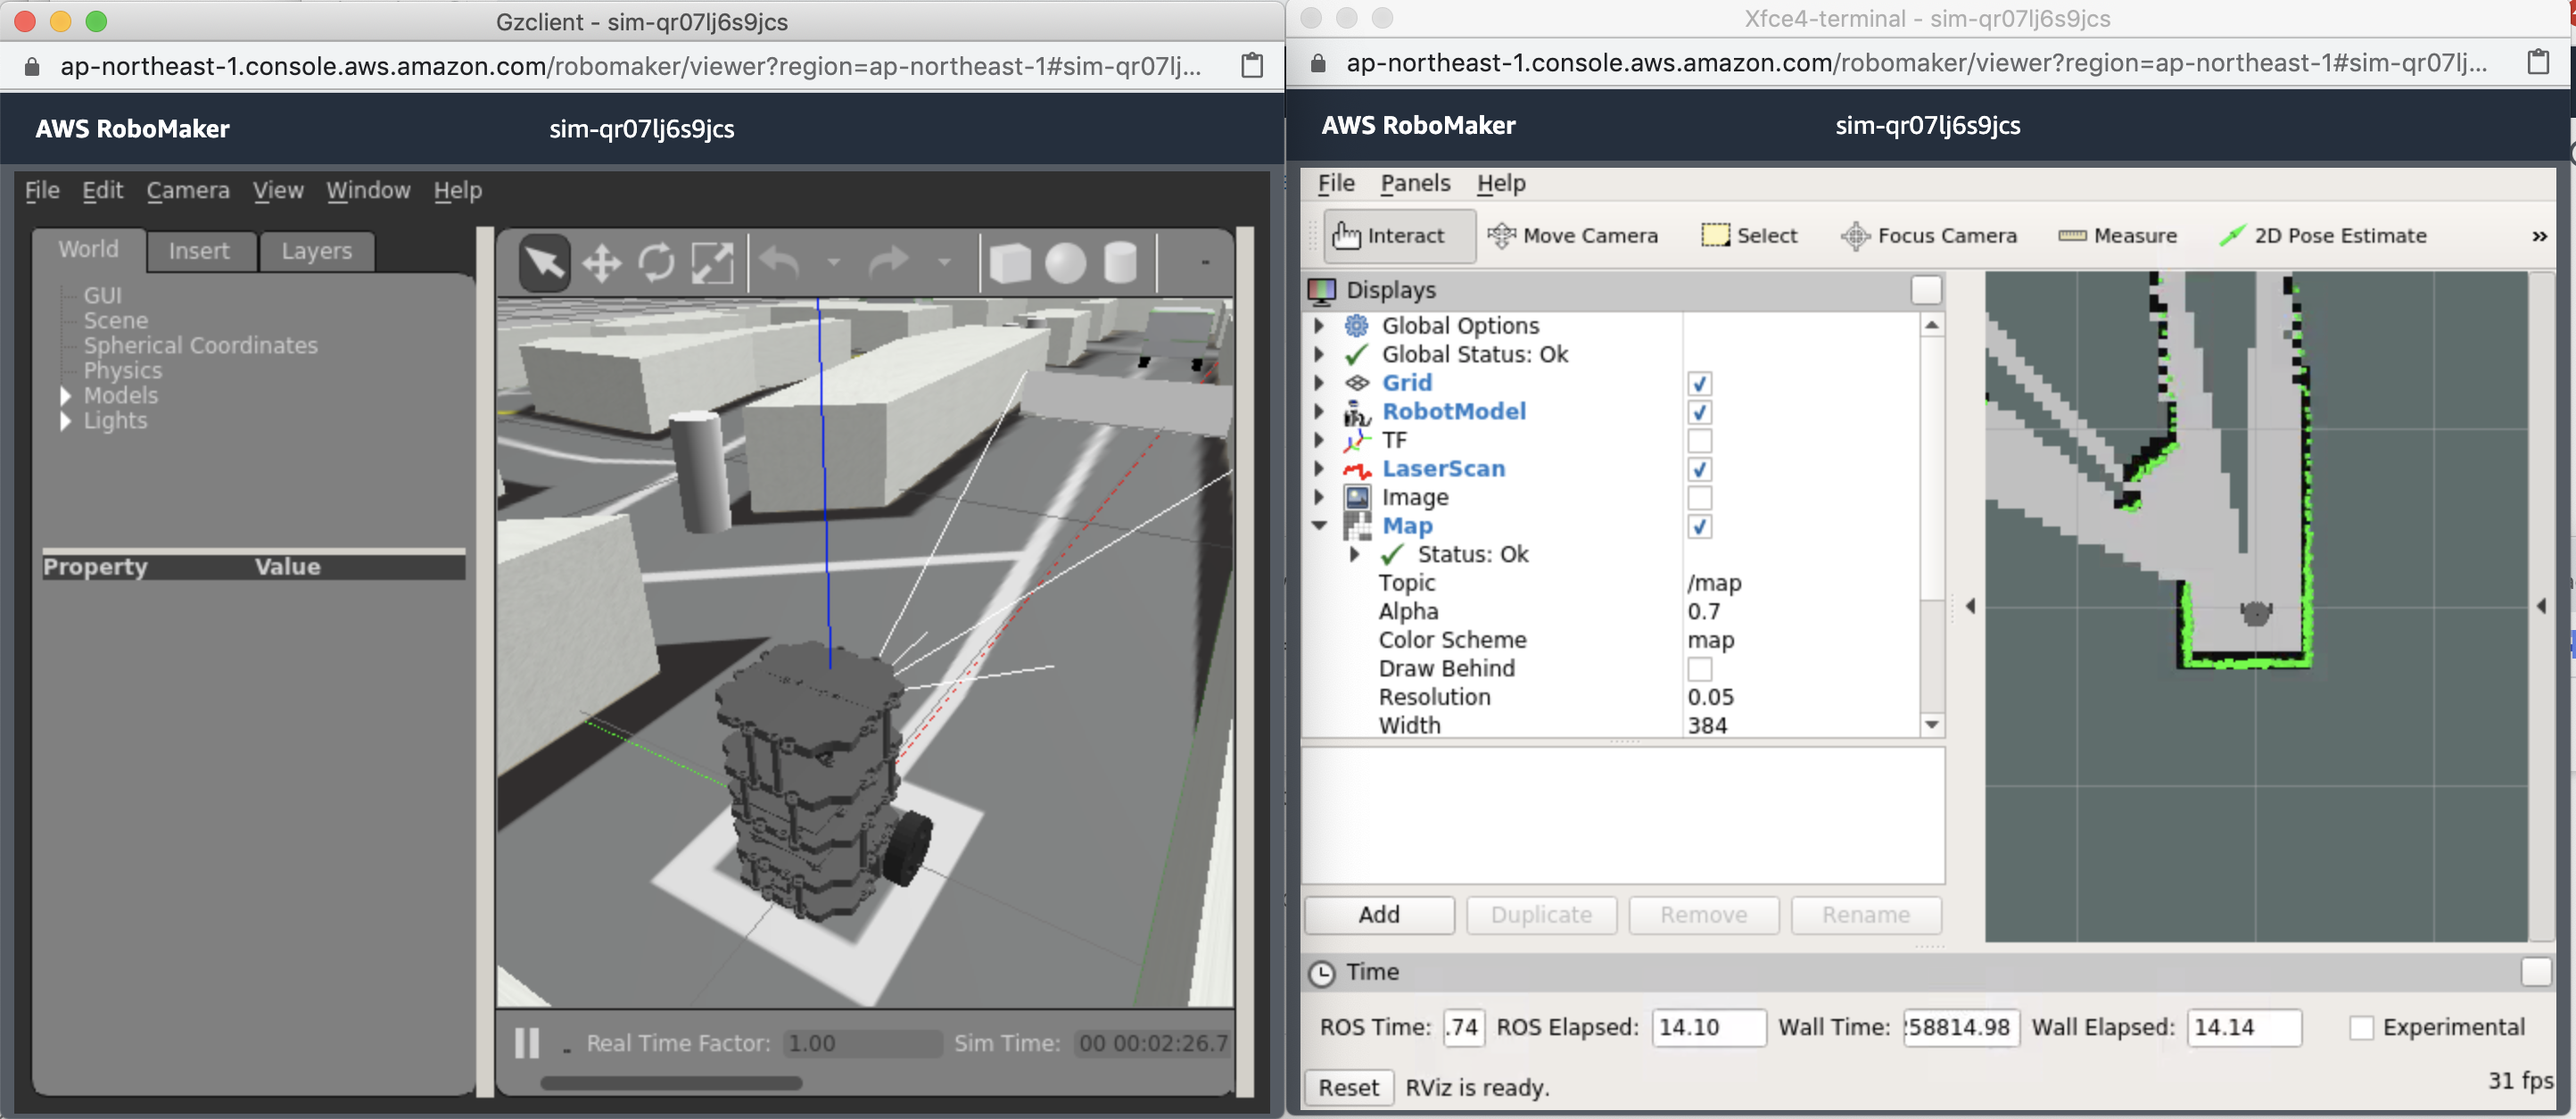 Gzclient - sim-qr07lj6s9jcs
ap-northeast-1.console.aws.amazon.com/robomaker/viewer?region=ap-northeast-1#sim-qr07lj...
AWS RoboMaker sim-qr07lj6s9jcs
File Edit Camera View Window Help
World Insert Layers
GUI
Scene
Spherical Coordinates
Physics
Models
Lights
Property Value
Real Time Factor: 1.00 Sim Time: 00 00:02:26.7
Xfce4-terminal - sim-qr07lj6s9jcs
ap-northeast-1.console.aws.amazon.com/robomaker/viewer?region=ap-northeast-1#sim-qr07lj...
AWS RoboMaker sim-qr07lj6s9jcs
File Panels Help
Interact Move Camera Select Focus Camera Measure 2D Pose Estimate »
Displays
Global Options
Global Status: Ok
Grid
RobotModel
TF
LaserScan
Image
Map
Status: Ok
Topic /map
Alpha 0.7
Color Scheme map
Draw Behind
Resolution 0.05
Width 384
Add Duplicate Remove Rename
Time
ROS Time: .74 ROS Elapsed: 14.10 Wall Time: 58814.98 Wall Elapsed: 14.14 Experimental
Reset RViz is ready. 31 fps